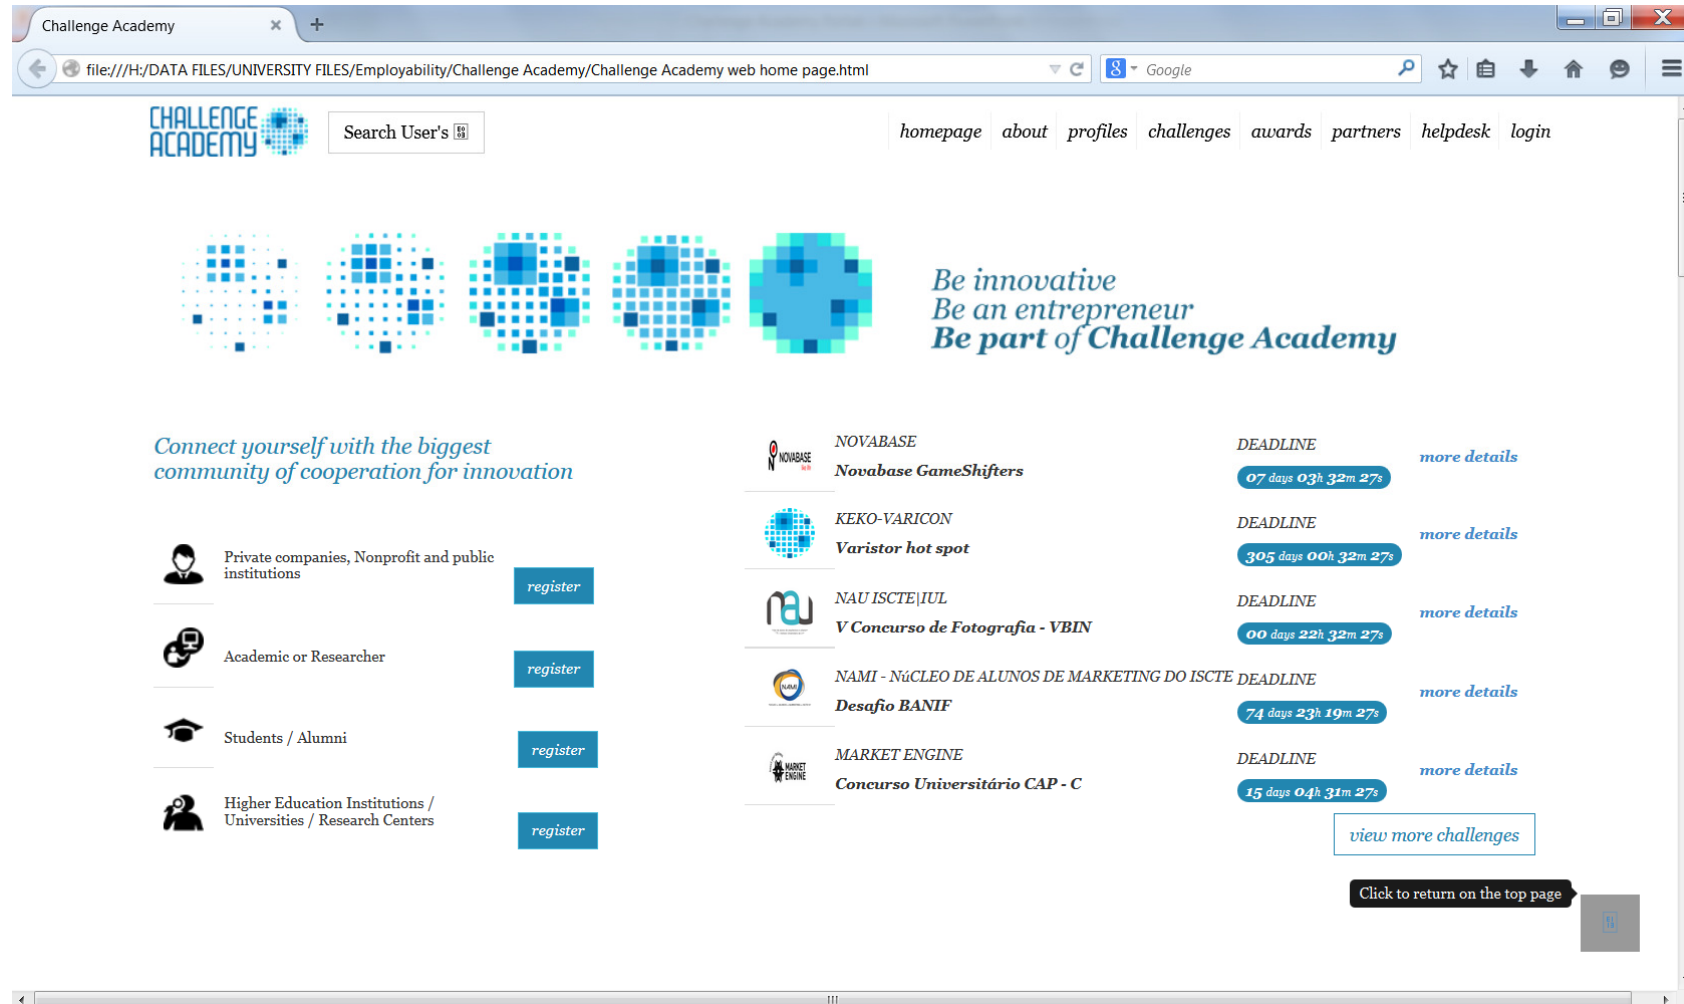 Challenge Academy
file:///H:/DATA FILES/UNIVERSITY FILES/Employability/Challenge Academy/Challenge Academy web home page.html
Google
CHALLENGE
ACADEMY
Search User's
homepage about profiles challenges awards partners helpdesk login
Be innovative
Be an entrepreneur
Be part of Challenge Academy
Connect yourself with the biggest
community of cooperation for innovation
Private companies, Nonprofit and public
institutions
register
Academic or Researcher
register
Students / Alumni
register
Higher Education Institutions /
Universities / Research Centers
register
NOVABASE
NOVABASE
Novabase GameShifters
DEADLINE
07 days 03h 32m 27s
more details
KEKO-VARICON
Varistor hot spot
DEADLINE
305 days 00h 32m 27s
more details
nau
NAU ISCTE|IUL
V Concurso de Fotografia - VBIN
DEADLINE
00 days 22h 32m 27s
more details
NAMI
NAMI - NúCLEO DE ALUNOS DE MARKETING DO ISCTE
Desafio BANIF
DEADLINE
74 days 23h 19m 27s
more details
MARKET
ENGINE
MARKET ENGINE
Concurso Universitário CAP - C
DEADLINE
15 days 04h 31m 27s
more details
view more challenges
Click to return on the top page